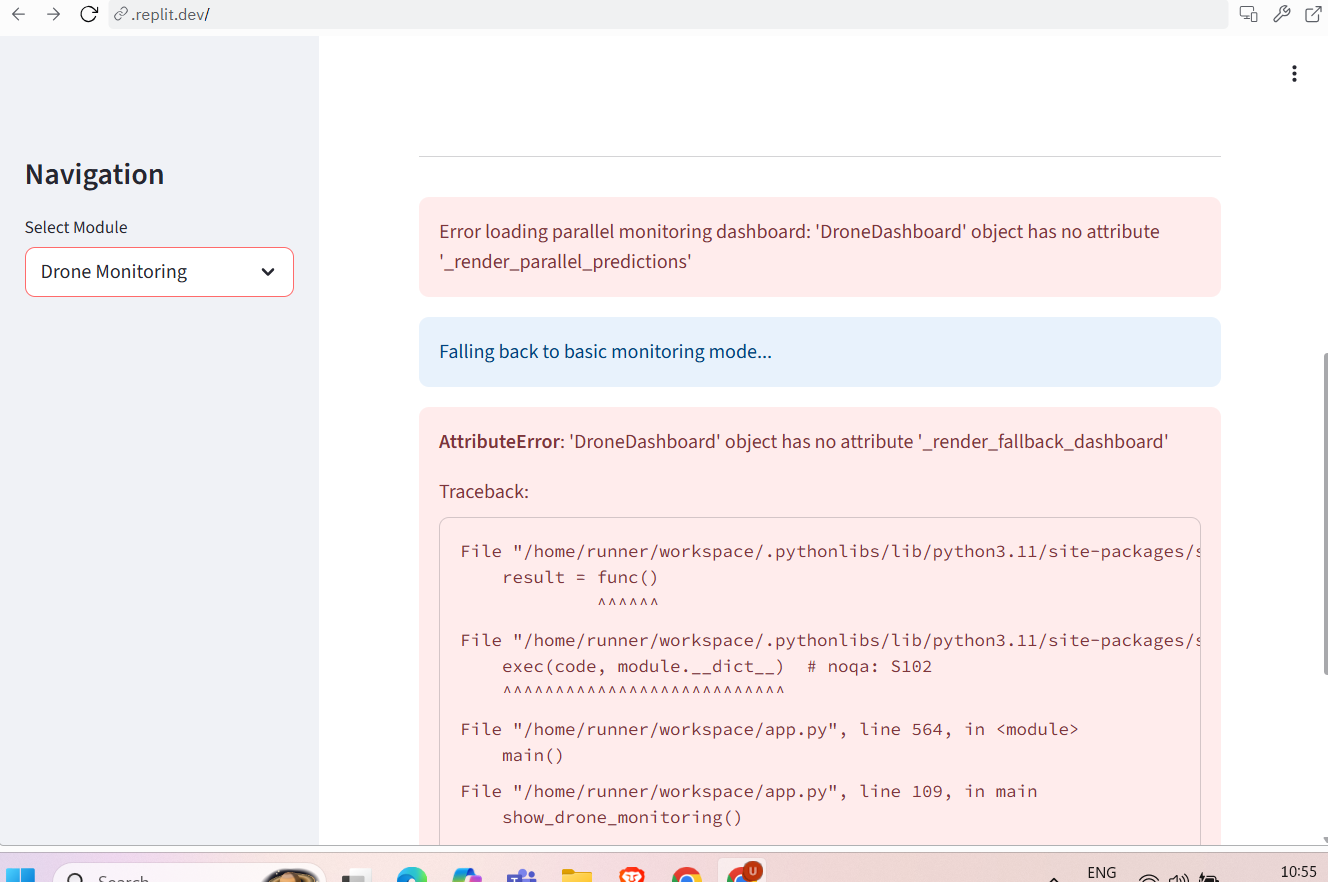 .replit.dev/
Navigation
Select Module
Drone Monitoring
Error loading parallel monitoring dashboard: 'DroneDashboard' object has no attribute
'_render_parallel_predictions'
Falling back to basic monitoring mode...
AttributeError: 'DroneDashboard' object has no attribute '_render_fallback_dashboard'
Traceback:
File "/home/runner/workspace/.pythonlibs/lib/python3.11/site-packages/s
result = func()
^^^^^^
File "/home/runner/workspace/.pythonlibs/lib/python3.11/site-packages/s
exec(code, module.__dict__)  # noqa: S102
^^^^^^^^^^^^^^^^^^^^^^^^^^^
File "/home/runner/workspace/app.py", line 564, in <module>
main()
File "/home/runner/workspace/app.py", line 109, in main
show_drone_monitoring()
Search
U
ENG
10:55